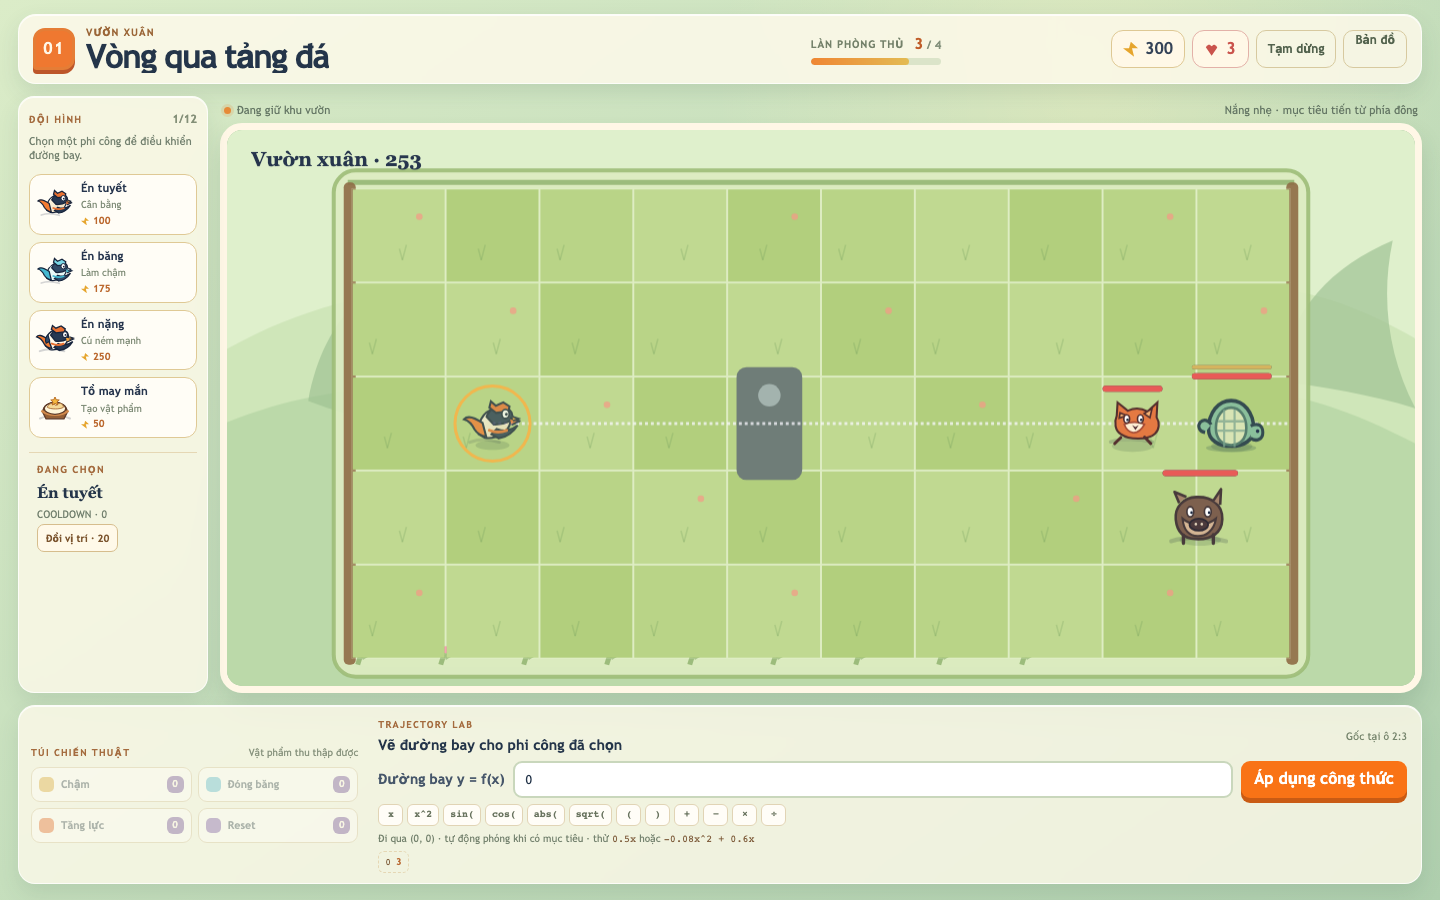 01
VƯỜN XUÂN
Vòng qua tảng đá
LÀN PHÒNG THỦ 3 / 4
300
3
Tạm dừng
Bản đồ
ĐỘI HÌNH 1/12
Chọn một phi công để điều khiển
đường bay.
Én tuyết
Cân bằng
100
Én băng
Làm chậm
175
Én nặng
Cú ném mạnh
250
Tổ may mắn
Tạo vật phẩm
50
ĐANG CHỌN
Én tuyết
COOLDOWN · 0
Đổi vị trí · 20
Đang giữ khu vườn
Nắng nhẹ · mục tiêu tiến từ phía đông
Vườn xuân · 253
TÚI CHIẾN THUẬT
Vật phẩm thu thập được
Chậm 0
Đóng băng 0
Tăng lực 0
Reset 0
TRAJECTORY LAB
Vẽ đường bay cho phi công đã chọn
Gốc tại ô 2:3
Đường bay y = f(x)
0
Áp dụng công thức
x x^2 sin( cos( abs( sqrt( ( ) + − × ÷
Đi qua (0, 0) · tự động phóng khi có mục tiêu · thử 0.5x hoặc −0.08x^2 + 0.6x
0 3